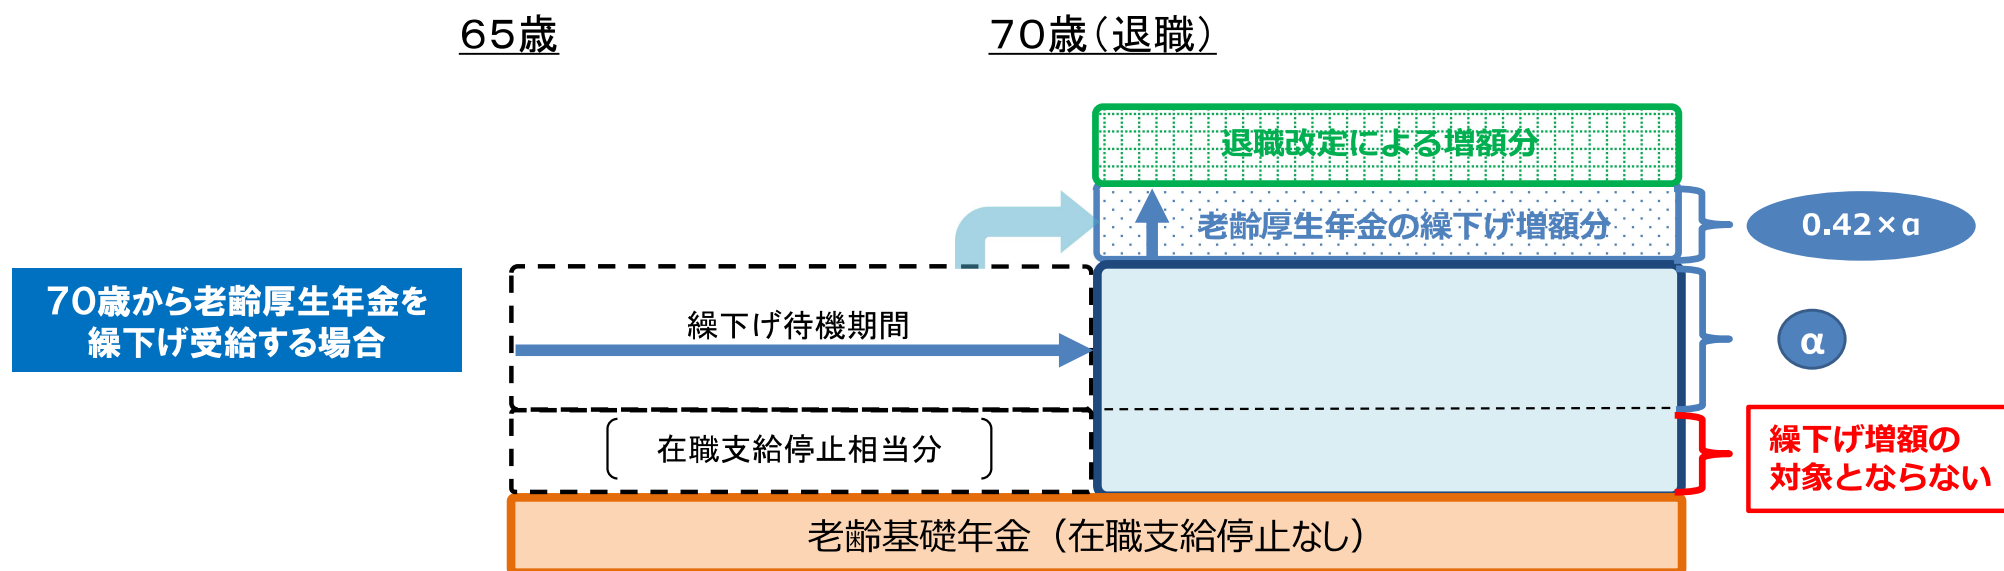 65歳
70歳(退職)
退職改定による増額分
老齢厚生年金の繰下げ増額分
0.42×α
70歳から老齢厚生年金を
繰下げ受給する場合
繰下げ待機期間
α
在職支給停止相当分
繰下げ増額の
対象とならない
老齢基礎年金(在職支給停止なし)